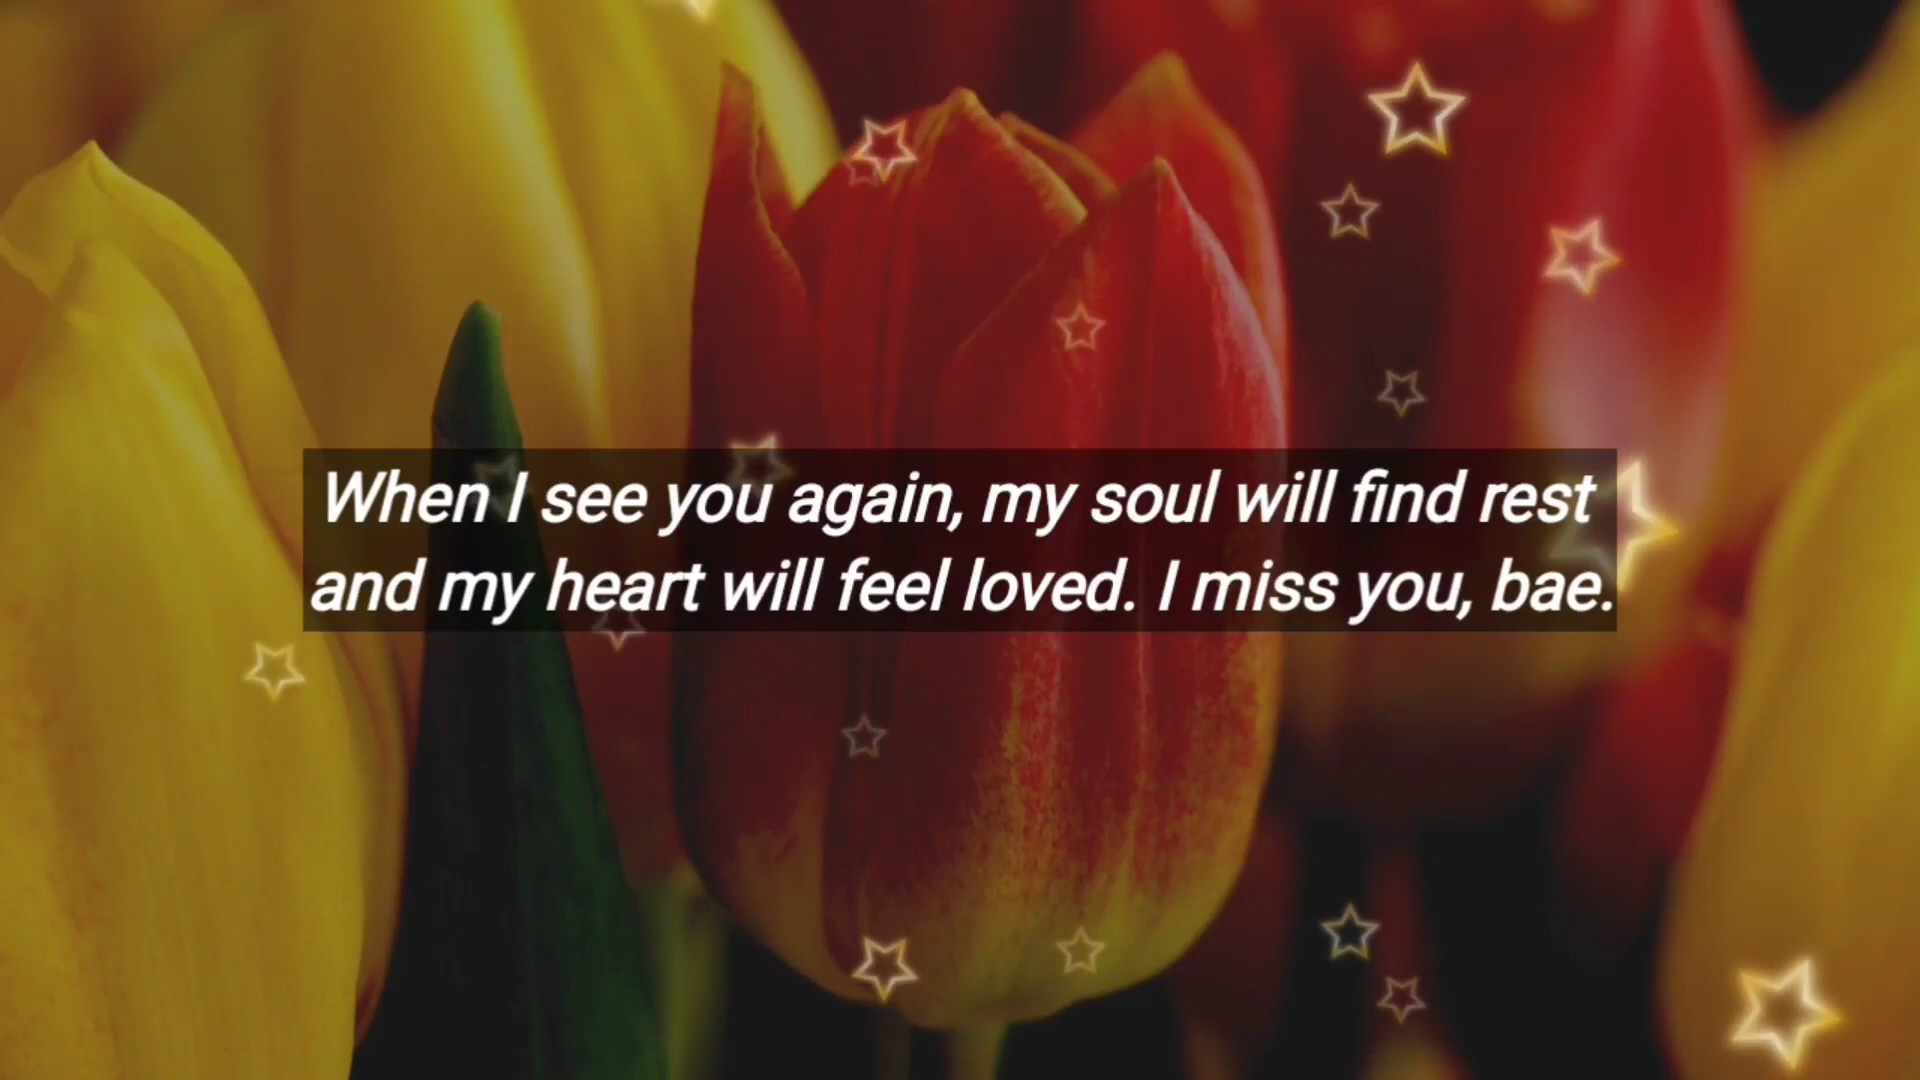 When I see you again, my soul will find rest
and my heart will feel loved. I miss you, bae.